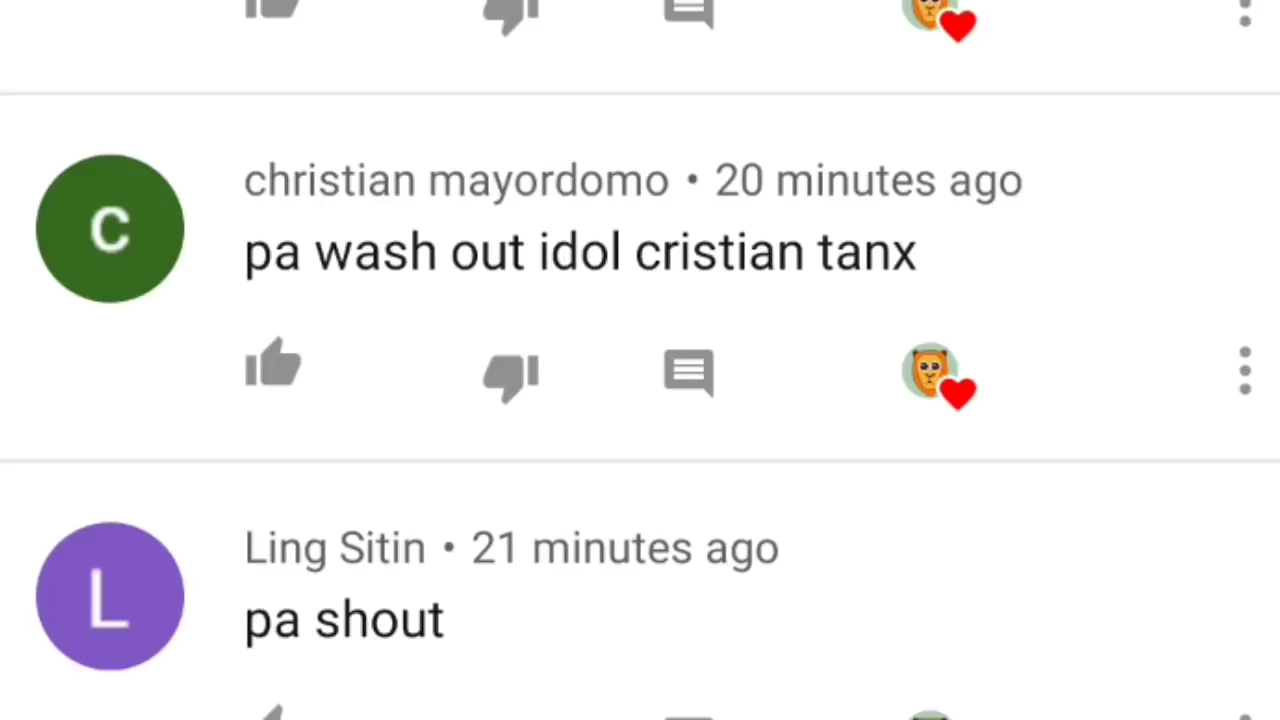 C
christian mayordomo • 20 minutes ago
pa wash out idol cristian tanx
L
Ling Sitin • 21 minutes ago
pa shout